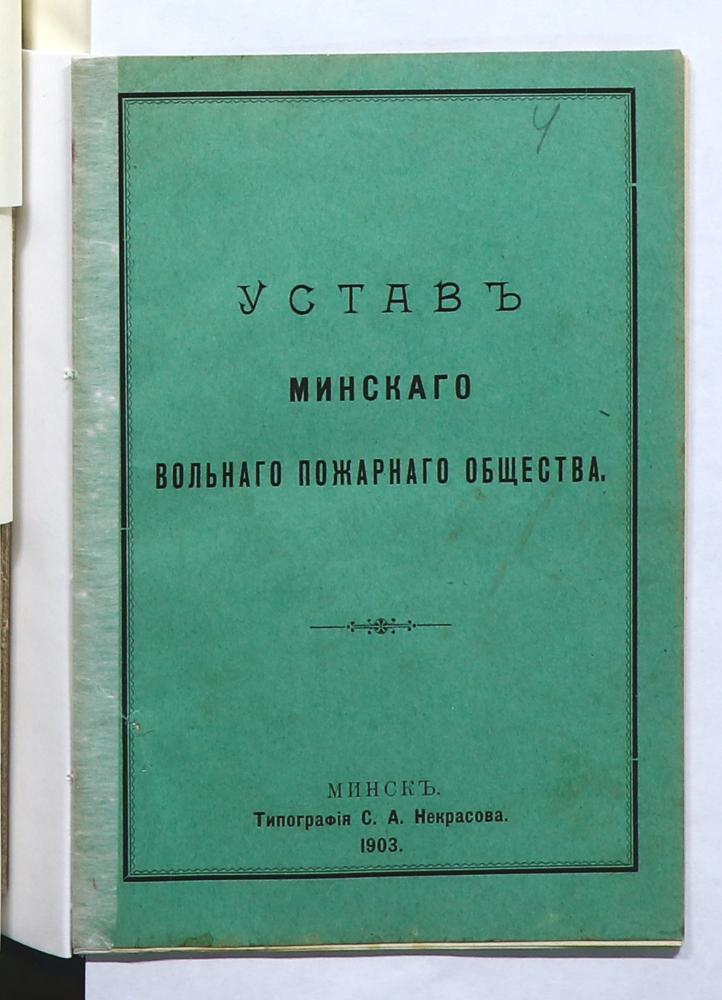 4
УСТАВЪ
МИНСКАГО
ВОЛЬНАГО ПОЖАРНАГО ОБЩЕСТВА.
МИНСКЪ.
Типографія С. А. Некрасова.
1903.